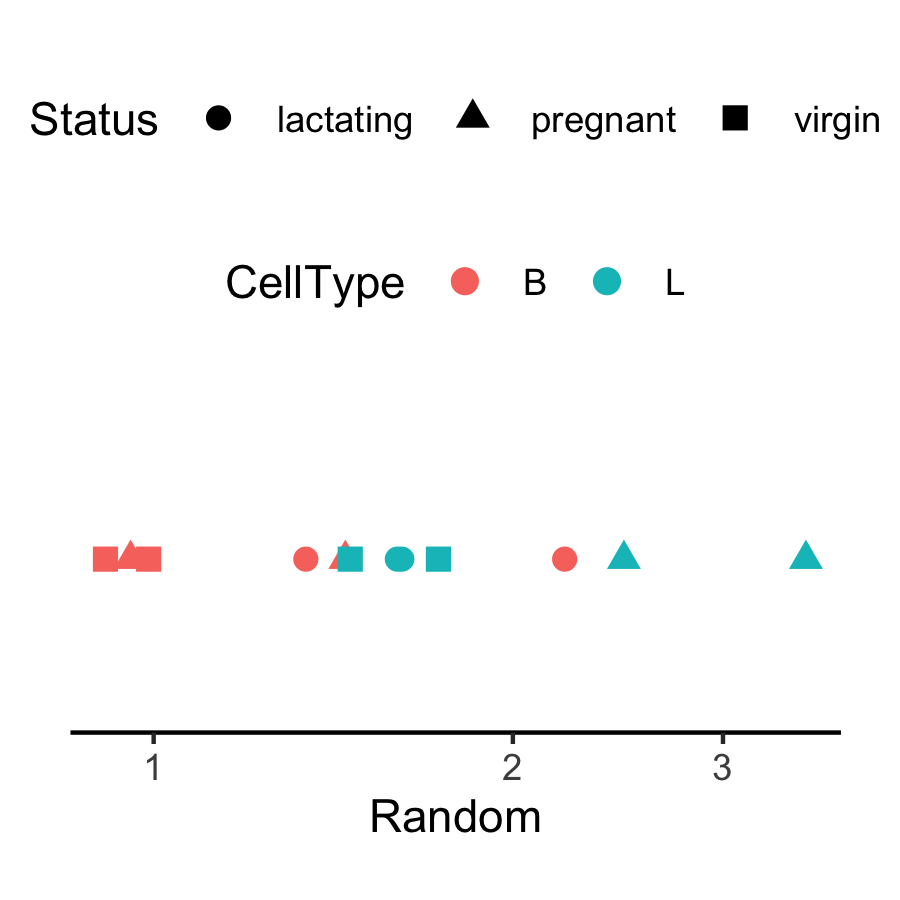 Status lactating pregnant virgin
CellType B L
1 2 3
Random